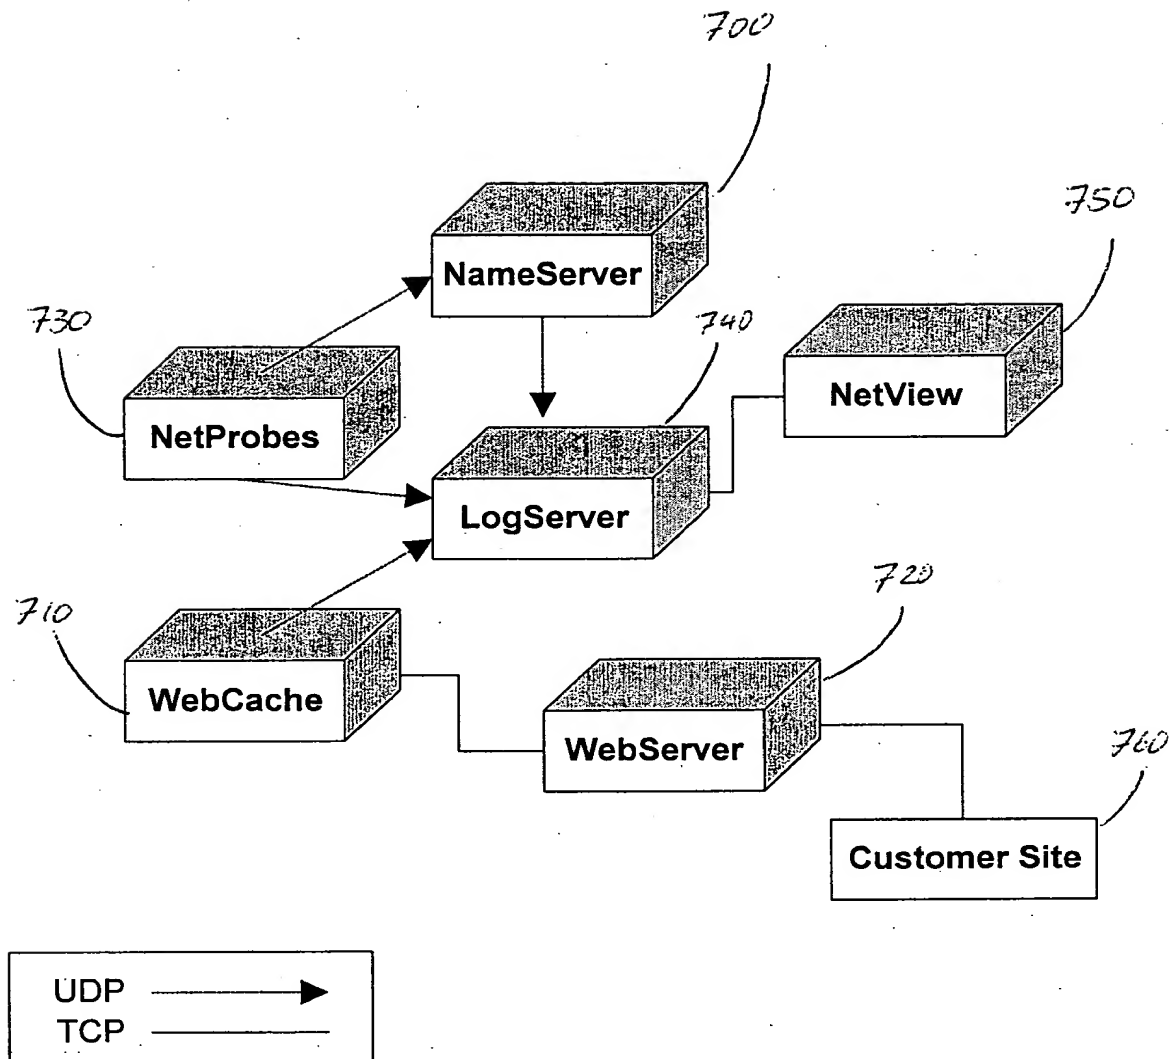 700
750
NameServer
730
740
NetView
NetProbes
LogServer
720
710
WebCache
WebServer
760
Customer Site
UDP
TCP